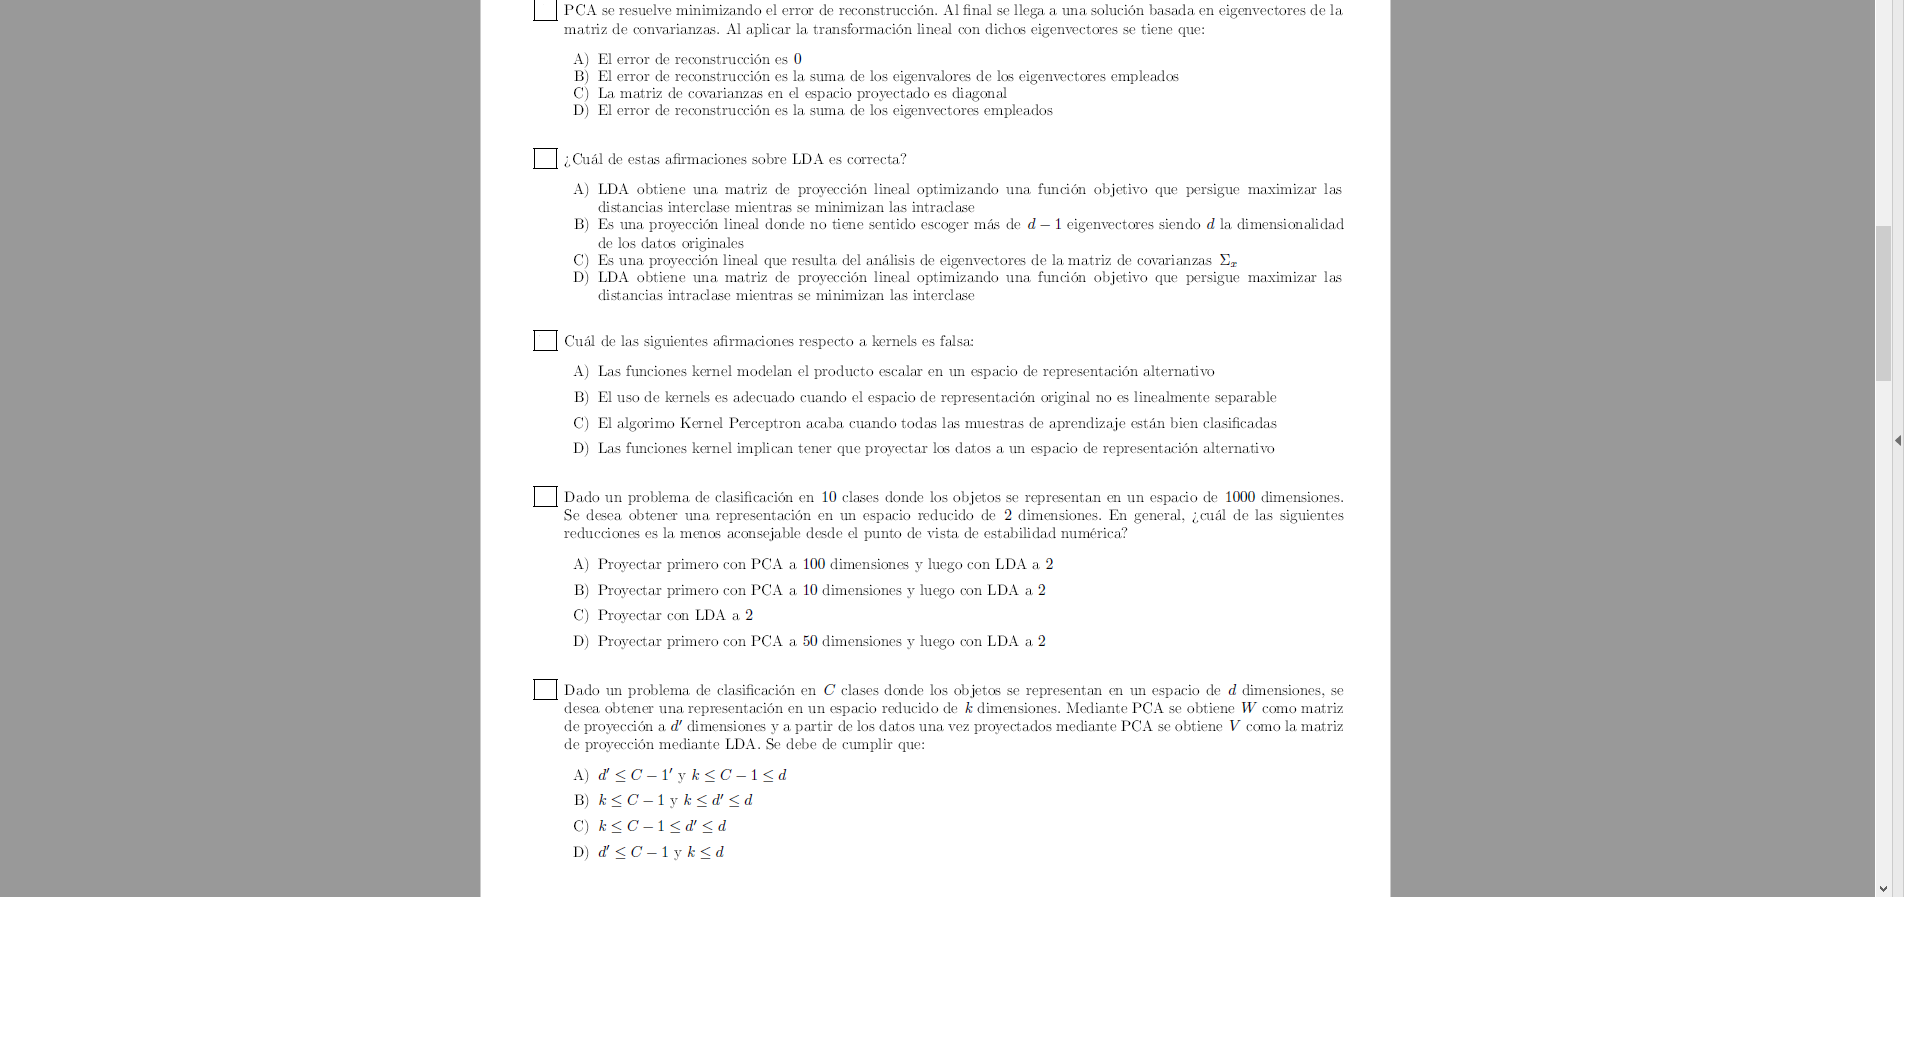 PCA se resuelve minimizando el error de reconstrucción. Al final se llega a una solución basada en eigenvectores de la
matriz de convarianzas. Al aplicar la transformación lineal con dichos eigenvectores se tiene que:
A) El error de reconstrucción es 0
B) El error de reconstrucción es la suma de los eigenvalores de los eigenvectores empleados
C) La matriz de covarianzas en el espacio proyectado es diagonal
D) El error de reconstrucción es la suma de los eigenvectores empleados
¿Cuál de estas afirmaciones sobre LDA es correcta?
A) LDA obtiene una matriz de proyección lineal optimizando una función objetivo que persigue maximizar las
distancias interclase mientras se minimizan las intraclase
B) Es una proyección lineal donde no tiene sentido escoger más de d − 1 eigenvectores siendo d la dimensionalidad
de los datos originales
C) Es una proyección lineal que resulta del análisis de eigenvectores de la matriz de covarianzas Σₓ
D) LDA obtiene una matriz de proyección lineal optimizando una función objetivo que persigue maximizar las
distancias intraclase mientras se minimizan las interclase
Cuál de las siguientes afirmaciones respecto a kernels es falsa:
A) Las funciones kernel modelan el producto escalar en un espacio de representación alternativo
B) El uso de kernels es adecuado cuando el espacio de representación original no es linealmente separable
C) El algorimo Kernel Perceptron acaba cuando todas las muestras de aprendizaje están bien clasificadas
D) Las funciones kernel implican tener que proyectar los datos a un espacio de representación alternativo
Dado un problema de clasificación en 10 clases donde los objetos se representan en un espacio de 1000 dimensiones.
Se desea obtener una representación en un espacio reducido de 2 dimensiones. En general, ¿cuál de las siguientes
reducciones es la menos aconsejable desde el punto de vista de estabilidad numérica?
A) Proyectar primero con PCA a 100 dimensiones y luego con LDA a 2
B) Proyectar primero con PCA a 10 dimensiones y luego con LDA a 2
C) Proyectar con LDA a 2
D) Proyectar primero con PCA a 50 dimensiones y luego con LDA a 2
Dado un problema de clasificación en C clases donde los objetos se representan en un espacio de d dimensiones, se
desea obtener una representación en un espacio reducido de k dimensiones. Mediante PCA se obtiene W como matriz
de proyección a d′ dimensiones y a partir de los datos una vez proyectados mediante PCA se obtiene V como la matriz
de proyección mediante LDA. Se debe de cumplir que:
A) d′ ≤ C − 1′ y k ≤ C − 1 ≤ d
B) k ≤ C − 1 y k ≤ d′ ≤ d
C) k ≤ C − 1 ≤ d′ ≤ d
D) d′ ≤ C − 1 y k ≤ d